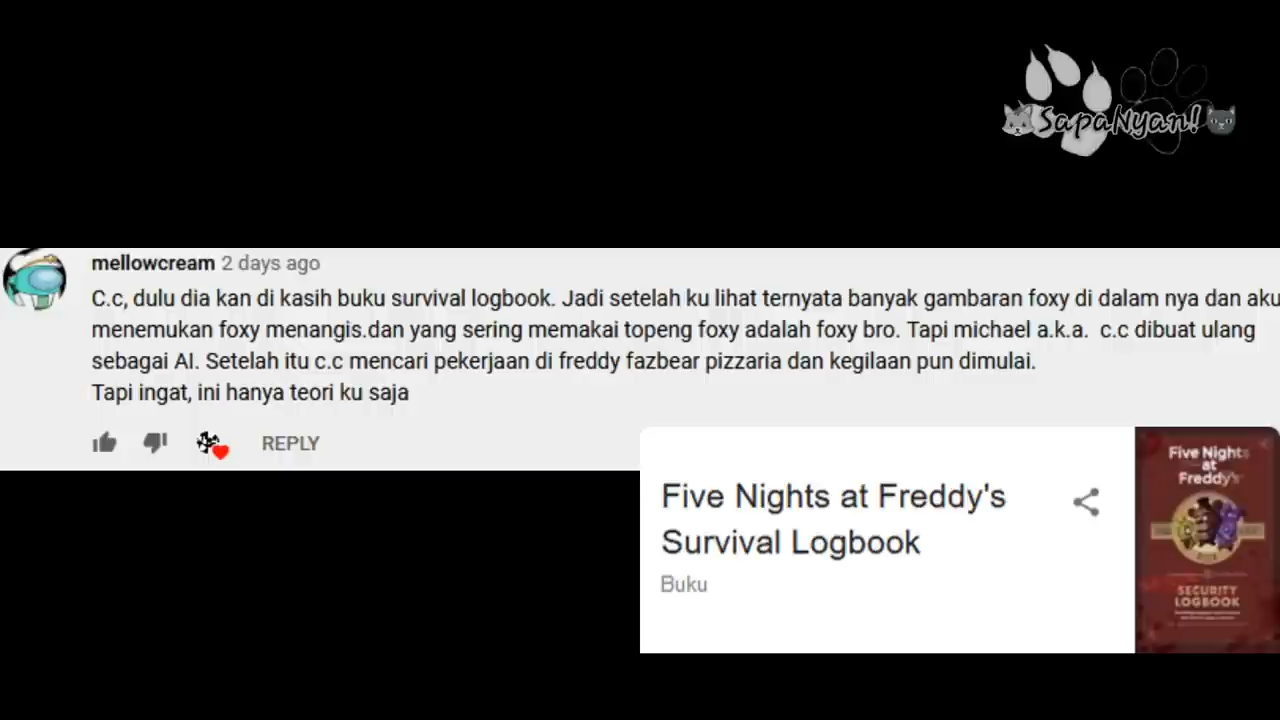 SapaNyan!
mellowcream 2 days ago
C.c, dulu dia kan di kasih buku survival logbook. Jadi setelah ku lihat ternyata banyak gambaran foxy di dalam nya dan aku
menemukan foxy menangis.dan yang sering memakai topeng foxy adalah foxy bro. Tapi michael a.k.a. c.c dibuat ulang
sebagai AI. Setelah itu c.c mencari pekerjaan di freddy fazbear pizzaria dan kegilaan pun dimulai.
Tapi ingat, ini hanya teori ku saja
REPLY
Five Nights at Freddy's
Survival Logbook
Buku
Five Nights
at
Freddy's
SECURITY
LOGBOOK